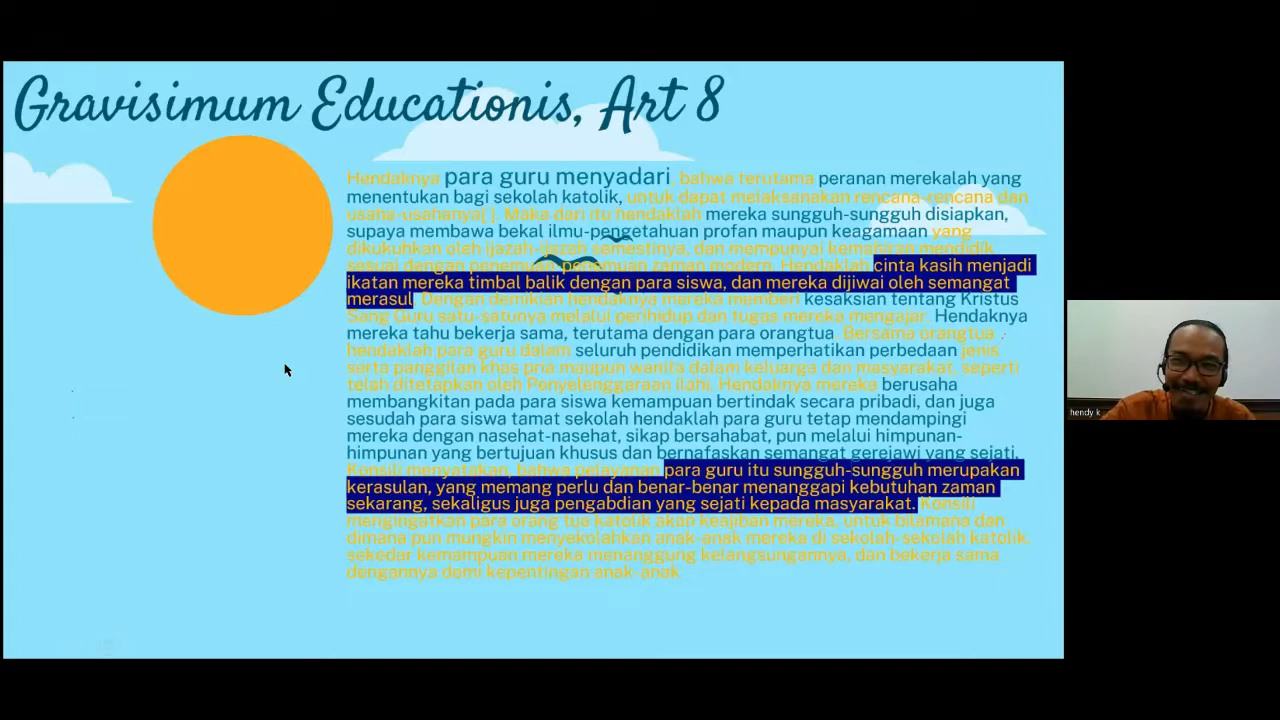 Gravisimum Educationis, Art 8
Hendaknya para guru menyadari, bahwa terutama peranan merekalah yang
menentukan bagi sekolah katolik, untuk dapat melaksanakan rencana-rencana dan
usaha-usahanya[ ]. Maka dari itu hendaklah mereka sungguh-sungguh disiapkan,
supaya membawa bekal ilmu-pengetahuan profan maupun keagamaan yang
dikukuhkan oleh ijazah-ijazah semestinya, dan mempunyai kemahiran mendidik
sesuai dengan penemuan-penemuan zaman modern. Hendaklah cinta kasih menjadi
ikatan mereka timbal balik dengan para siswa, dan mereka dijiwai oleh semangat
merasul. Dengan demikian hendaknya mereka memberi kesaksian tentang Kristus
Sang Guru satu-satunya melalui perihidup dan tugas mereka mengajar. Hendaknya
mereka tahu bekerja sama, terutama dengan para orangtua. Bersama orangtua
hendaklah para guru dalam seluruh pendidikan memperhatikan perbedaan jenis
serta panggilan khas pria maupun wanita dalam keluarga dan masyarakat, seperti
telah ditetapkan oleh Penyelenggaraan ilahi. Hendaknya mereka berusaha
membangkitan pada para siswa kemampuan bertindak secara pribadi, dan juga
sesudah para siswa tamat sekolah hendaklah para guru tetap mendampingi
mereka dengan nasehat-nasehat, sikap bersahabat, pun melalui himpunan-
himpunan yang bertujuan khusus dan bernafaskan semangat gerejawi yang sejati.
Konsili menyatakan, bahwa pelayanan para guru itu sungguh-sungguh merupakan
kerasulan, yang memang perlu dan benar-benar menanggapi kebutuhan zaman
sekarang, sekaligus juga pengabdian yang sejati kepada masyarakat. Konsili
mengingatkan para orang tua katolik akan keajiban mereka, untuk bilamana dan
dimana pun mungkin menyekolahkan anak-anak mereka di sekolah-sekolah katolik,
sekedar kemampuan mereka menanggung kelangsungannya, dan bekerja sama
dengannya demi kepentingan anak-anak
hendy k